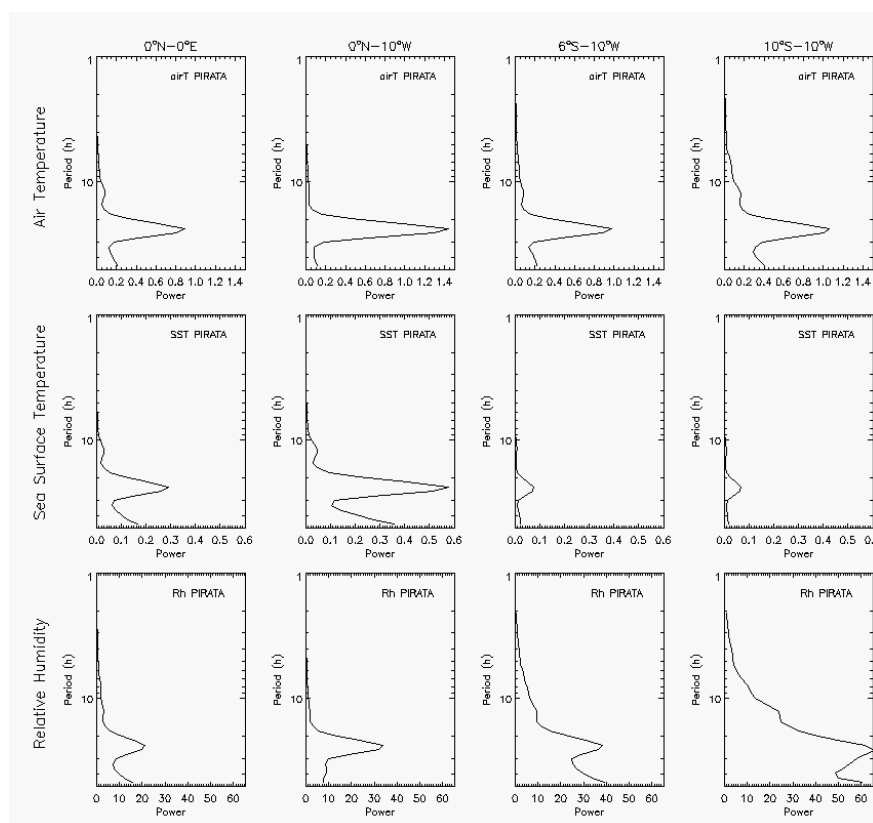 0°N−0°E 0°N−10°W 6°S−10°W 10°S−10°W
Air Temperature
1 1 1 1
airT PIRATA airT PIRATA airT PIRATA airT PIRATA
Period (h) Period (h) Period (h) Period (h)
10 10 10 10
0.0 0.2 0.4 0.6 0.8 1.0 1.2 1.4 0.0 0.2 0.4 0.6 0.8 1.0 1.2 1.4 0.0 0.2 0.4 0.6 0.8 1.0 1.2 1.4 0.0 0.2 0.4 0.6 0.8 1.0 1.2 1.4
Power Power Power Power
Sea Surface Temperature
1 1 1 1
SST PIRATA SST PIRATA SST PIRATA SST PIRATA
Period (h) Period (h) Period (h) Period (h)
10 10 10 10
0.0 0.1 0.2 0.3 0.4 0.5 0.6 0.0 0.1 0.2 0.3 0.4 0.5 0.6 0.0 0.1 0.2 0.3 0.4 0.5 0.6 0.0 0.1 0.2 0.3 0.4 0.5
Power Power Power Power
Relative Humidity
1 1 1 1
Rh PIRATA Rh PIRATA Rh PIRATA Rh PIRATA
Period (h) Period (h) Period (h) Period (h)
10 10 10 10
0 10 20 30 40 50 60 0 10 20 30 40 50 60 0 10 20 30 40 50 60 0 10 20 30 40 50 60
Power Power Power Power